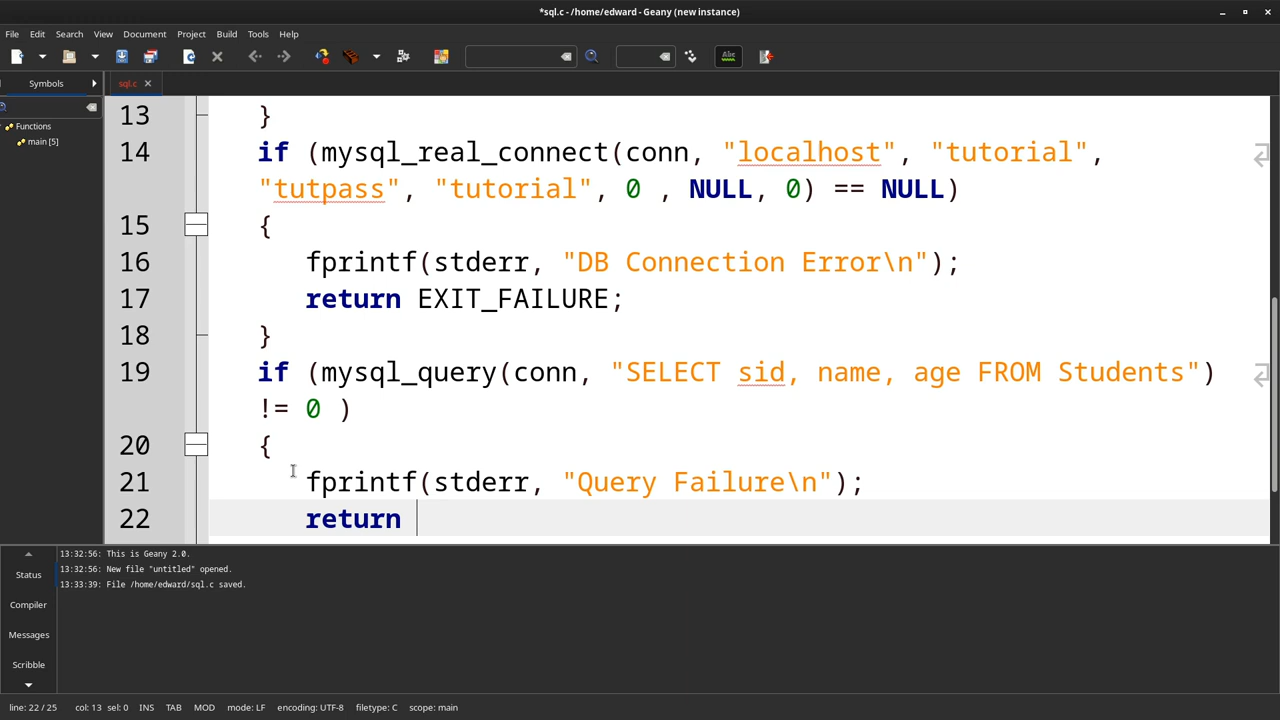 *sql.c - /home/edward - Geany (new instance)
File Edit Search View Document Project Build Tools Help
Abc
Symbols
sql.c
Functions
main [5]
13 }
14 if (mysql_real_connect(conn, "localhost", "tutorial",
"tutpass", "tutorial", 0 , NULL, 0) == NULL)
15 {
16 fprintf(stderr, "DB Connection Error\n");
17 return EXIT_FAILURE;
18 }
19 if (mysql_query(conn, "SELECT sid, name, age FROM Students")
!= 0 )
20 {
21 fprintf(stderr, "Query Failure\n");
22 return
Status
Compiler
Messages
Scribble
13:32:56: This is Geany 2.0.
13:32:56: New file "untitled" opened.
13:33:39: File /home/edward/sql.c saved.
line: 22 / 25 col: 13 sel: 0 INS TAB MOD mode: LF encoding: UTF-8 filetype: C scope: main